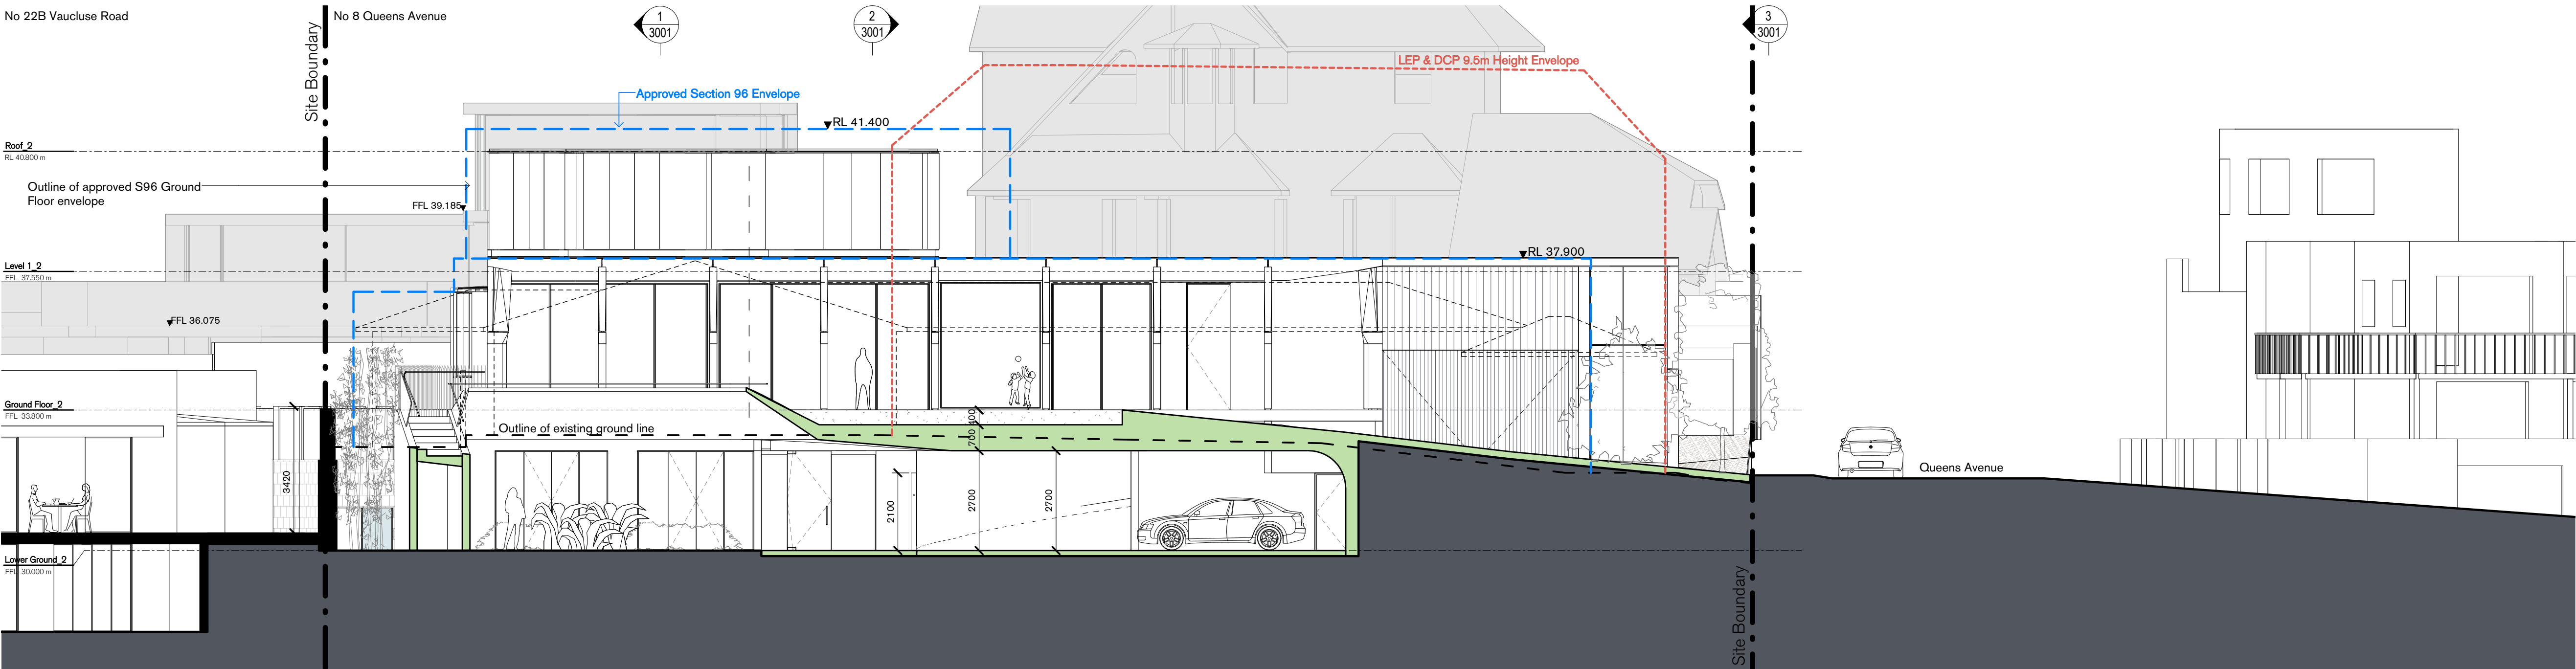 No 22B Vaucluse Road
Site Boundary
No 8 Queens Avenue
1
3001
2
3001
3
3001
LEP & DCP 9.5m Height Envelope
Approved Section 96 Envelope
RL 41.400
Roof_2
RL 40.800 m
Outline of approved S96 Ground
Floor envelope
FFL 39.185
RL 37.900
Level 1_2
FFL 37.550 m
FFL 36.075
Ground Floor_2
FFL 33.800 m
400
700
Outline of existing ground line
3420
2100
2700
2700
Queens Avenue
Lower Ground_2
FFL 30.000 m
Site Boundary